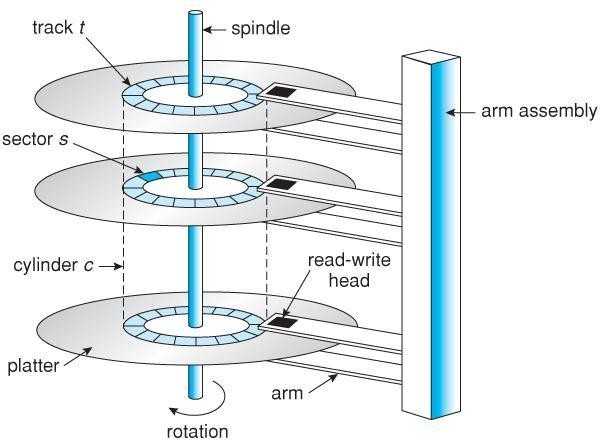 track t
spindle
arm assembly
sector s
cylinder c
read-write
head
platter
arm
rotation